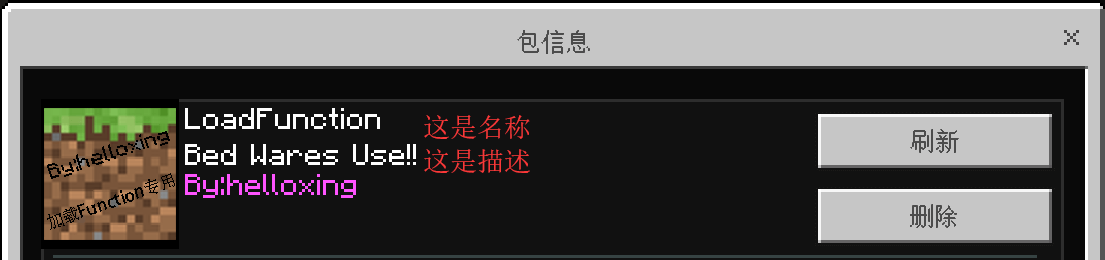 包信息
LoadFunction 这是名称
Bed Wares Use!! 这是描述
By:helloxing
By:helloxing
加载Function专用
刷新
删除